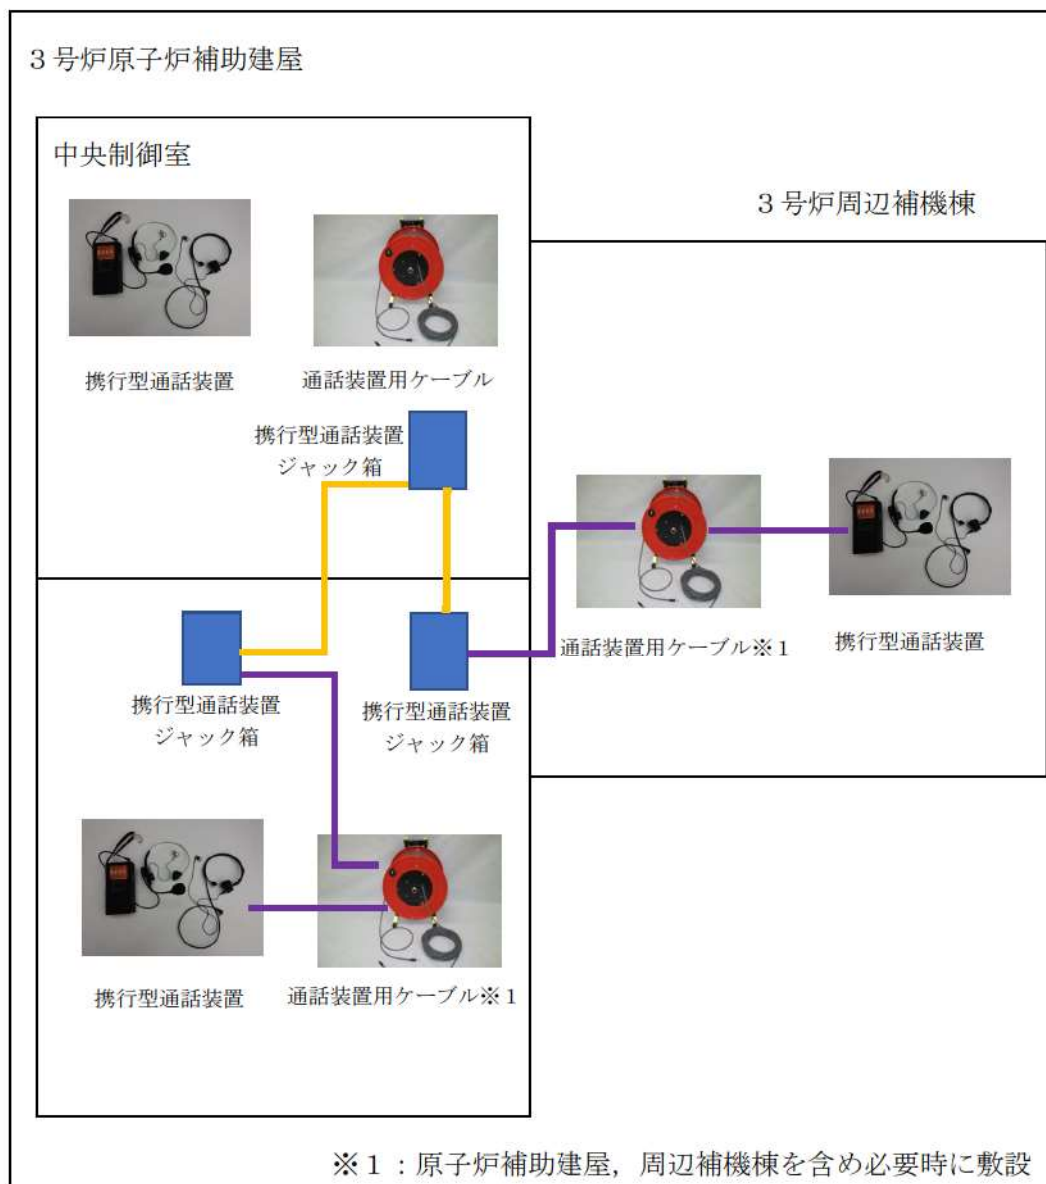 ３号炉原子炉補助建屋
中央制御室
３号炉周辺補機棟
携行型通話装置
通話装置用ケーブル
携行型通話装置
ジャック箱
通話装置用ケーブル※１
携行型通話装置
携行型通話装置
ジャック箱
携行型通話装置
ジャック箱
携行型通話装置
通話装置用ケーブル※１
※１：原子炉補助建屋，周辺補機棟を含め必要時に敷設